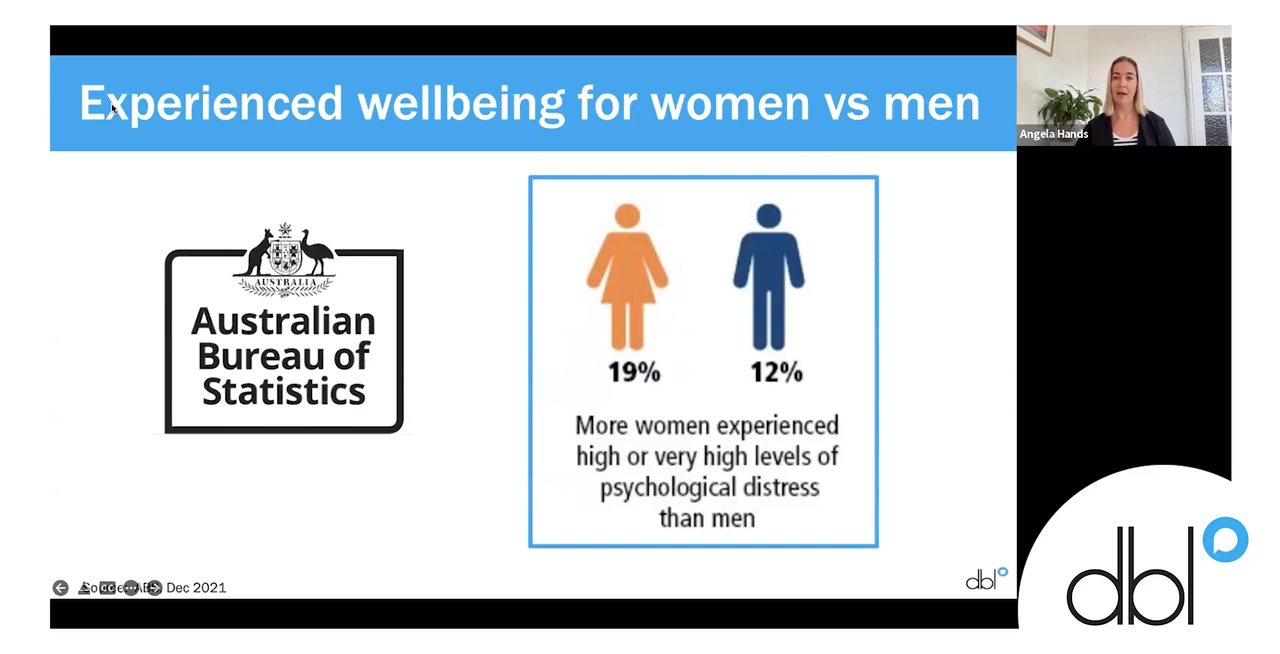 Experienced wellbeing for women vs men
Angela Hands
AUSTRALIA
Australian
Bureau of
Statistics
19%
12%
More women experienced
high or very high levels of
psychological distress
than men
Dec 2021
dbl
dbl